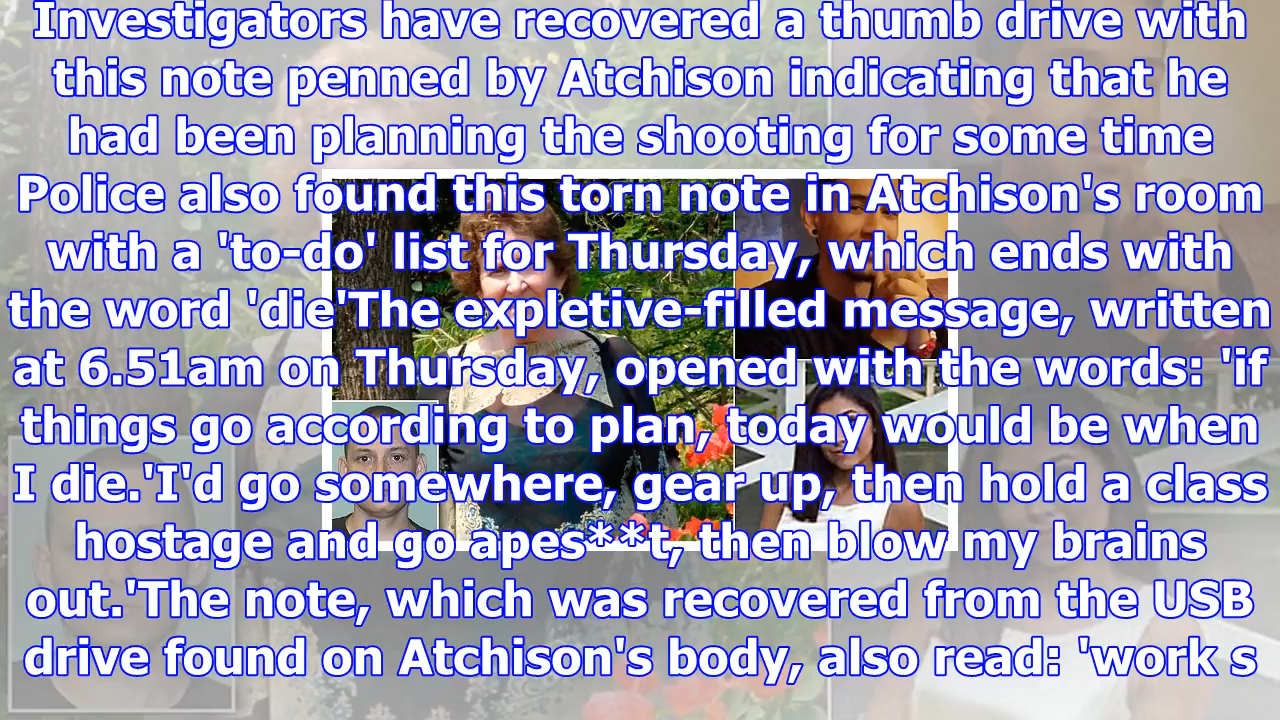 Investigators have recovered a thumb drive with
this note penned by Atchison indicating that he
had been planning the shooting for some time
Police also found this torn note in Atchison's room
with a 'to-do' list for Thursday, which ends with
the word 'die'The expletive-filled message, written
at 6.51am on Thursday, opened with the words: 'if
things go according to plan, today would be when
I die.'I'd go somewhere, gear up, then hold a class
hostage and go apes**t, then blow my brains
out.'The note, which was recovered from the USB
drive found on Atchison's body, also read: 'work s